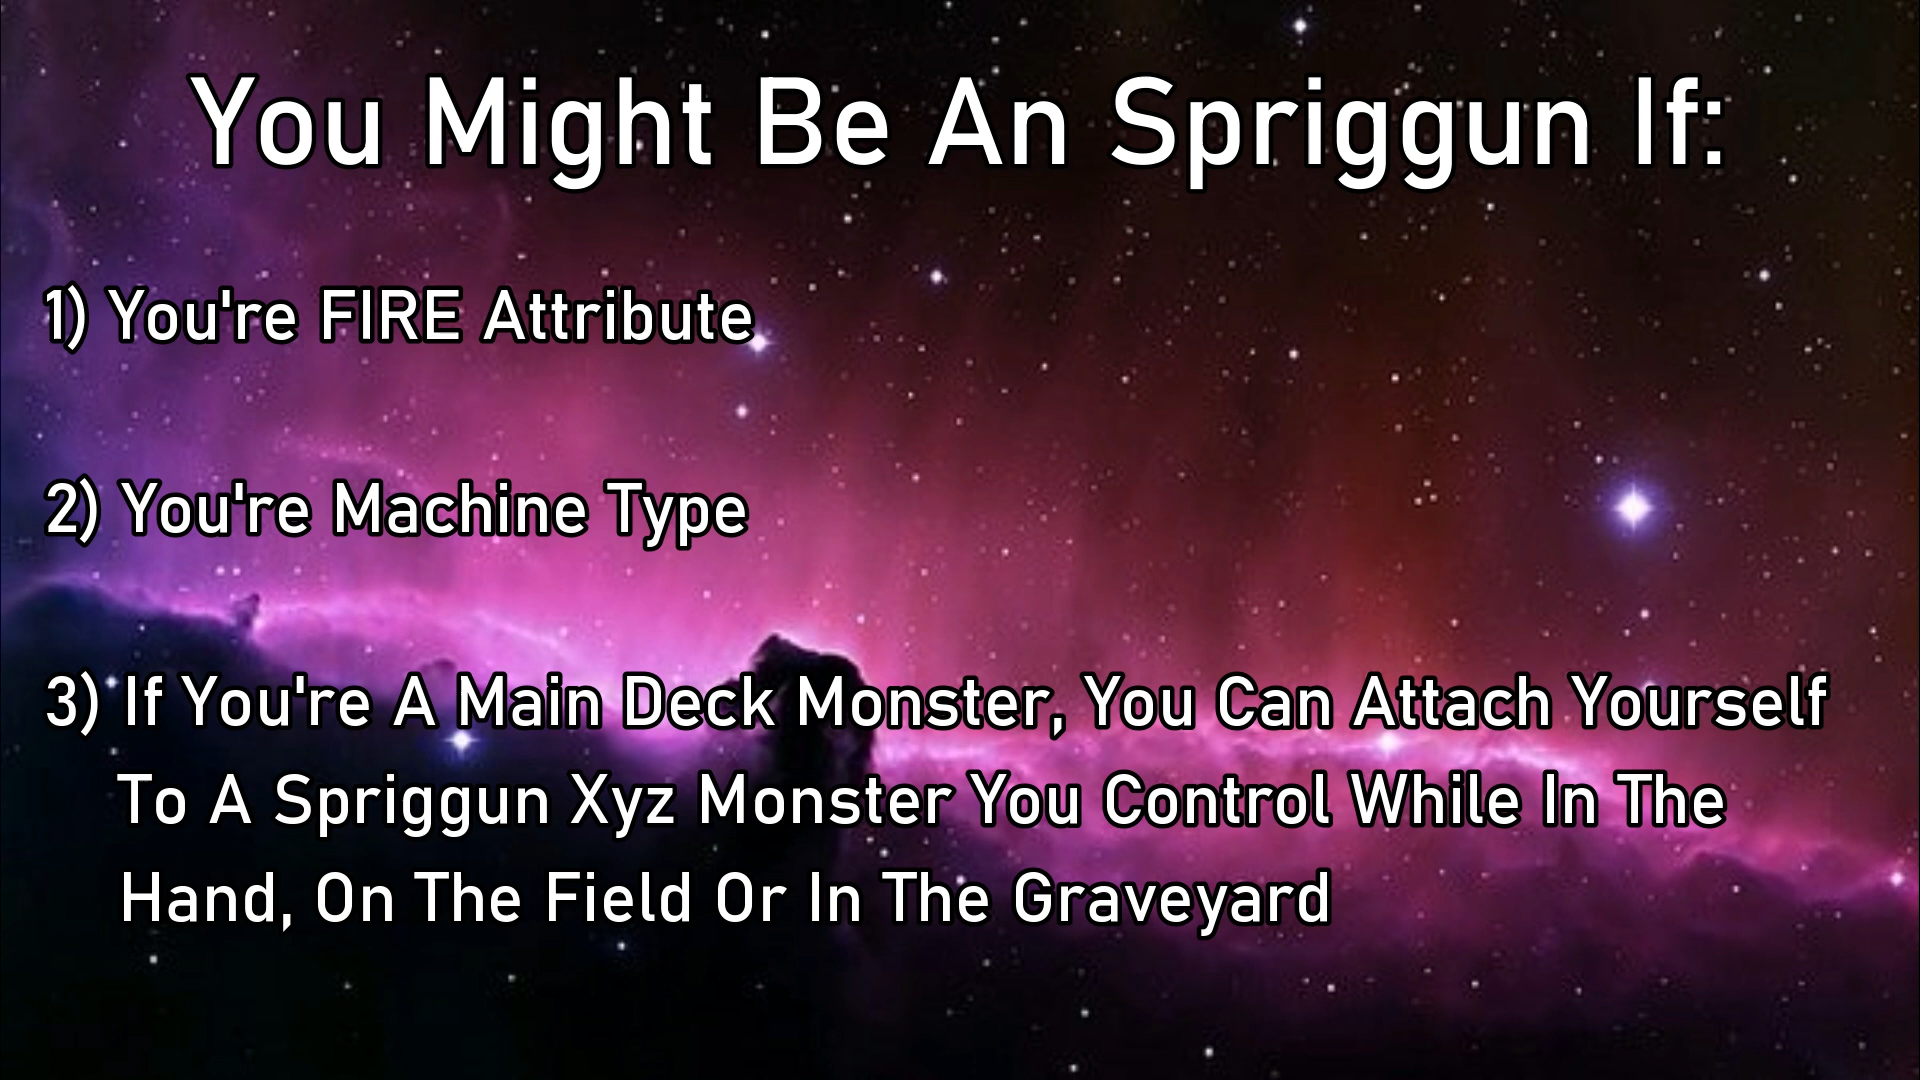 You Might Be An Spriggun If:
1) You're FIRE Attribute
2) You're Machine Type
3) If You're A Main Deck Monster, You Can Attach Yourself
To A Spriggun Xyz Monster You Control While In The
Hand, On The Field Or In The Graveyard